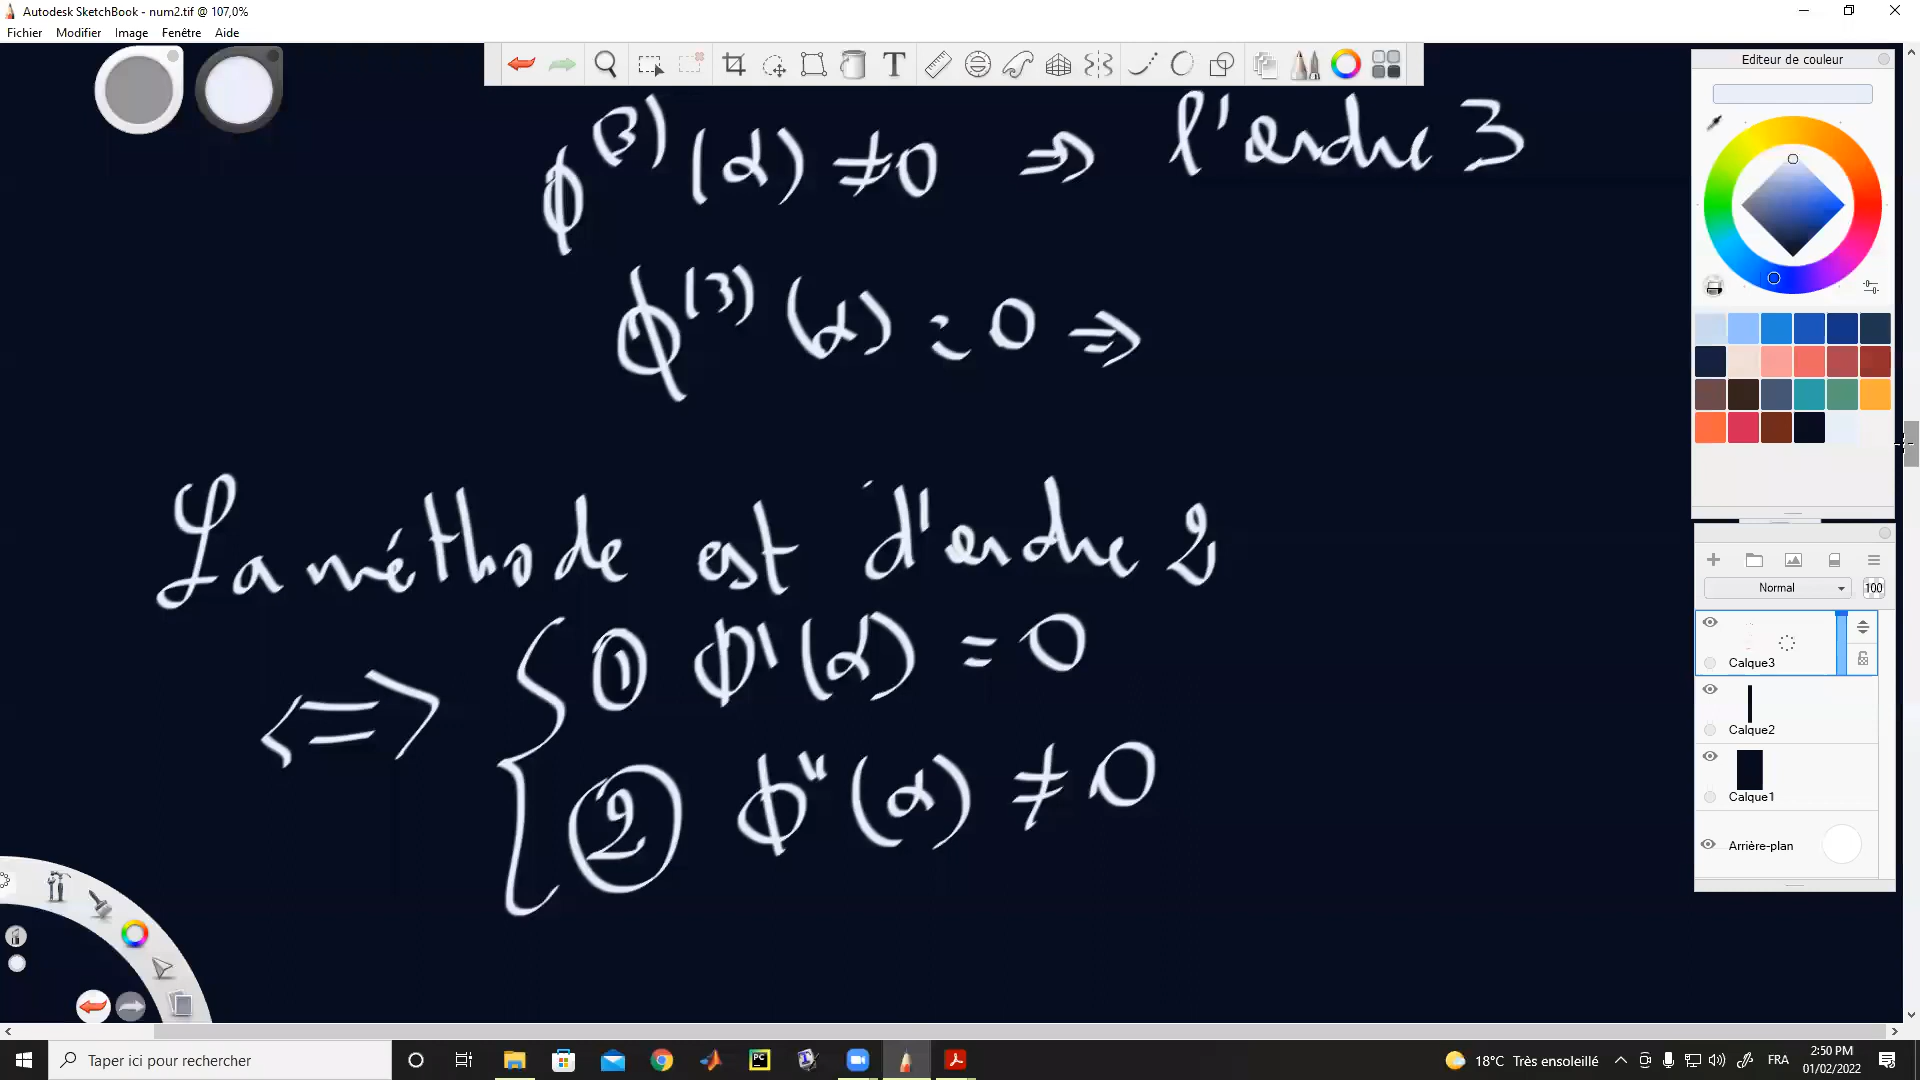 Autodesk SketchBook - num2.tif @ 107,0%
Fichier Modifier Image Fenêtre Aide
Editeur de couleur
ϕ⁽³⁾(α) ≠ 0 ⇒ l'ordre 3
ϕ⁽³⁾(α) = 0 ⇒
La méthode est d'ordre 2
<=> { ① ϕ'(α) = 0
② ϕ''(α) ≠ 0
Normal 100
Calque3
Calque2
Calque1
Arrière-plan
Taper ici pour rechercher
PC
18°C Très ensoleillé
FRA
2:50 PM
01/02/2022